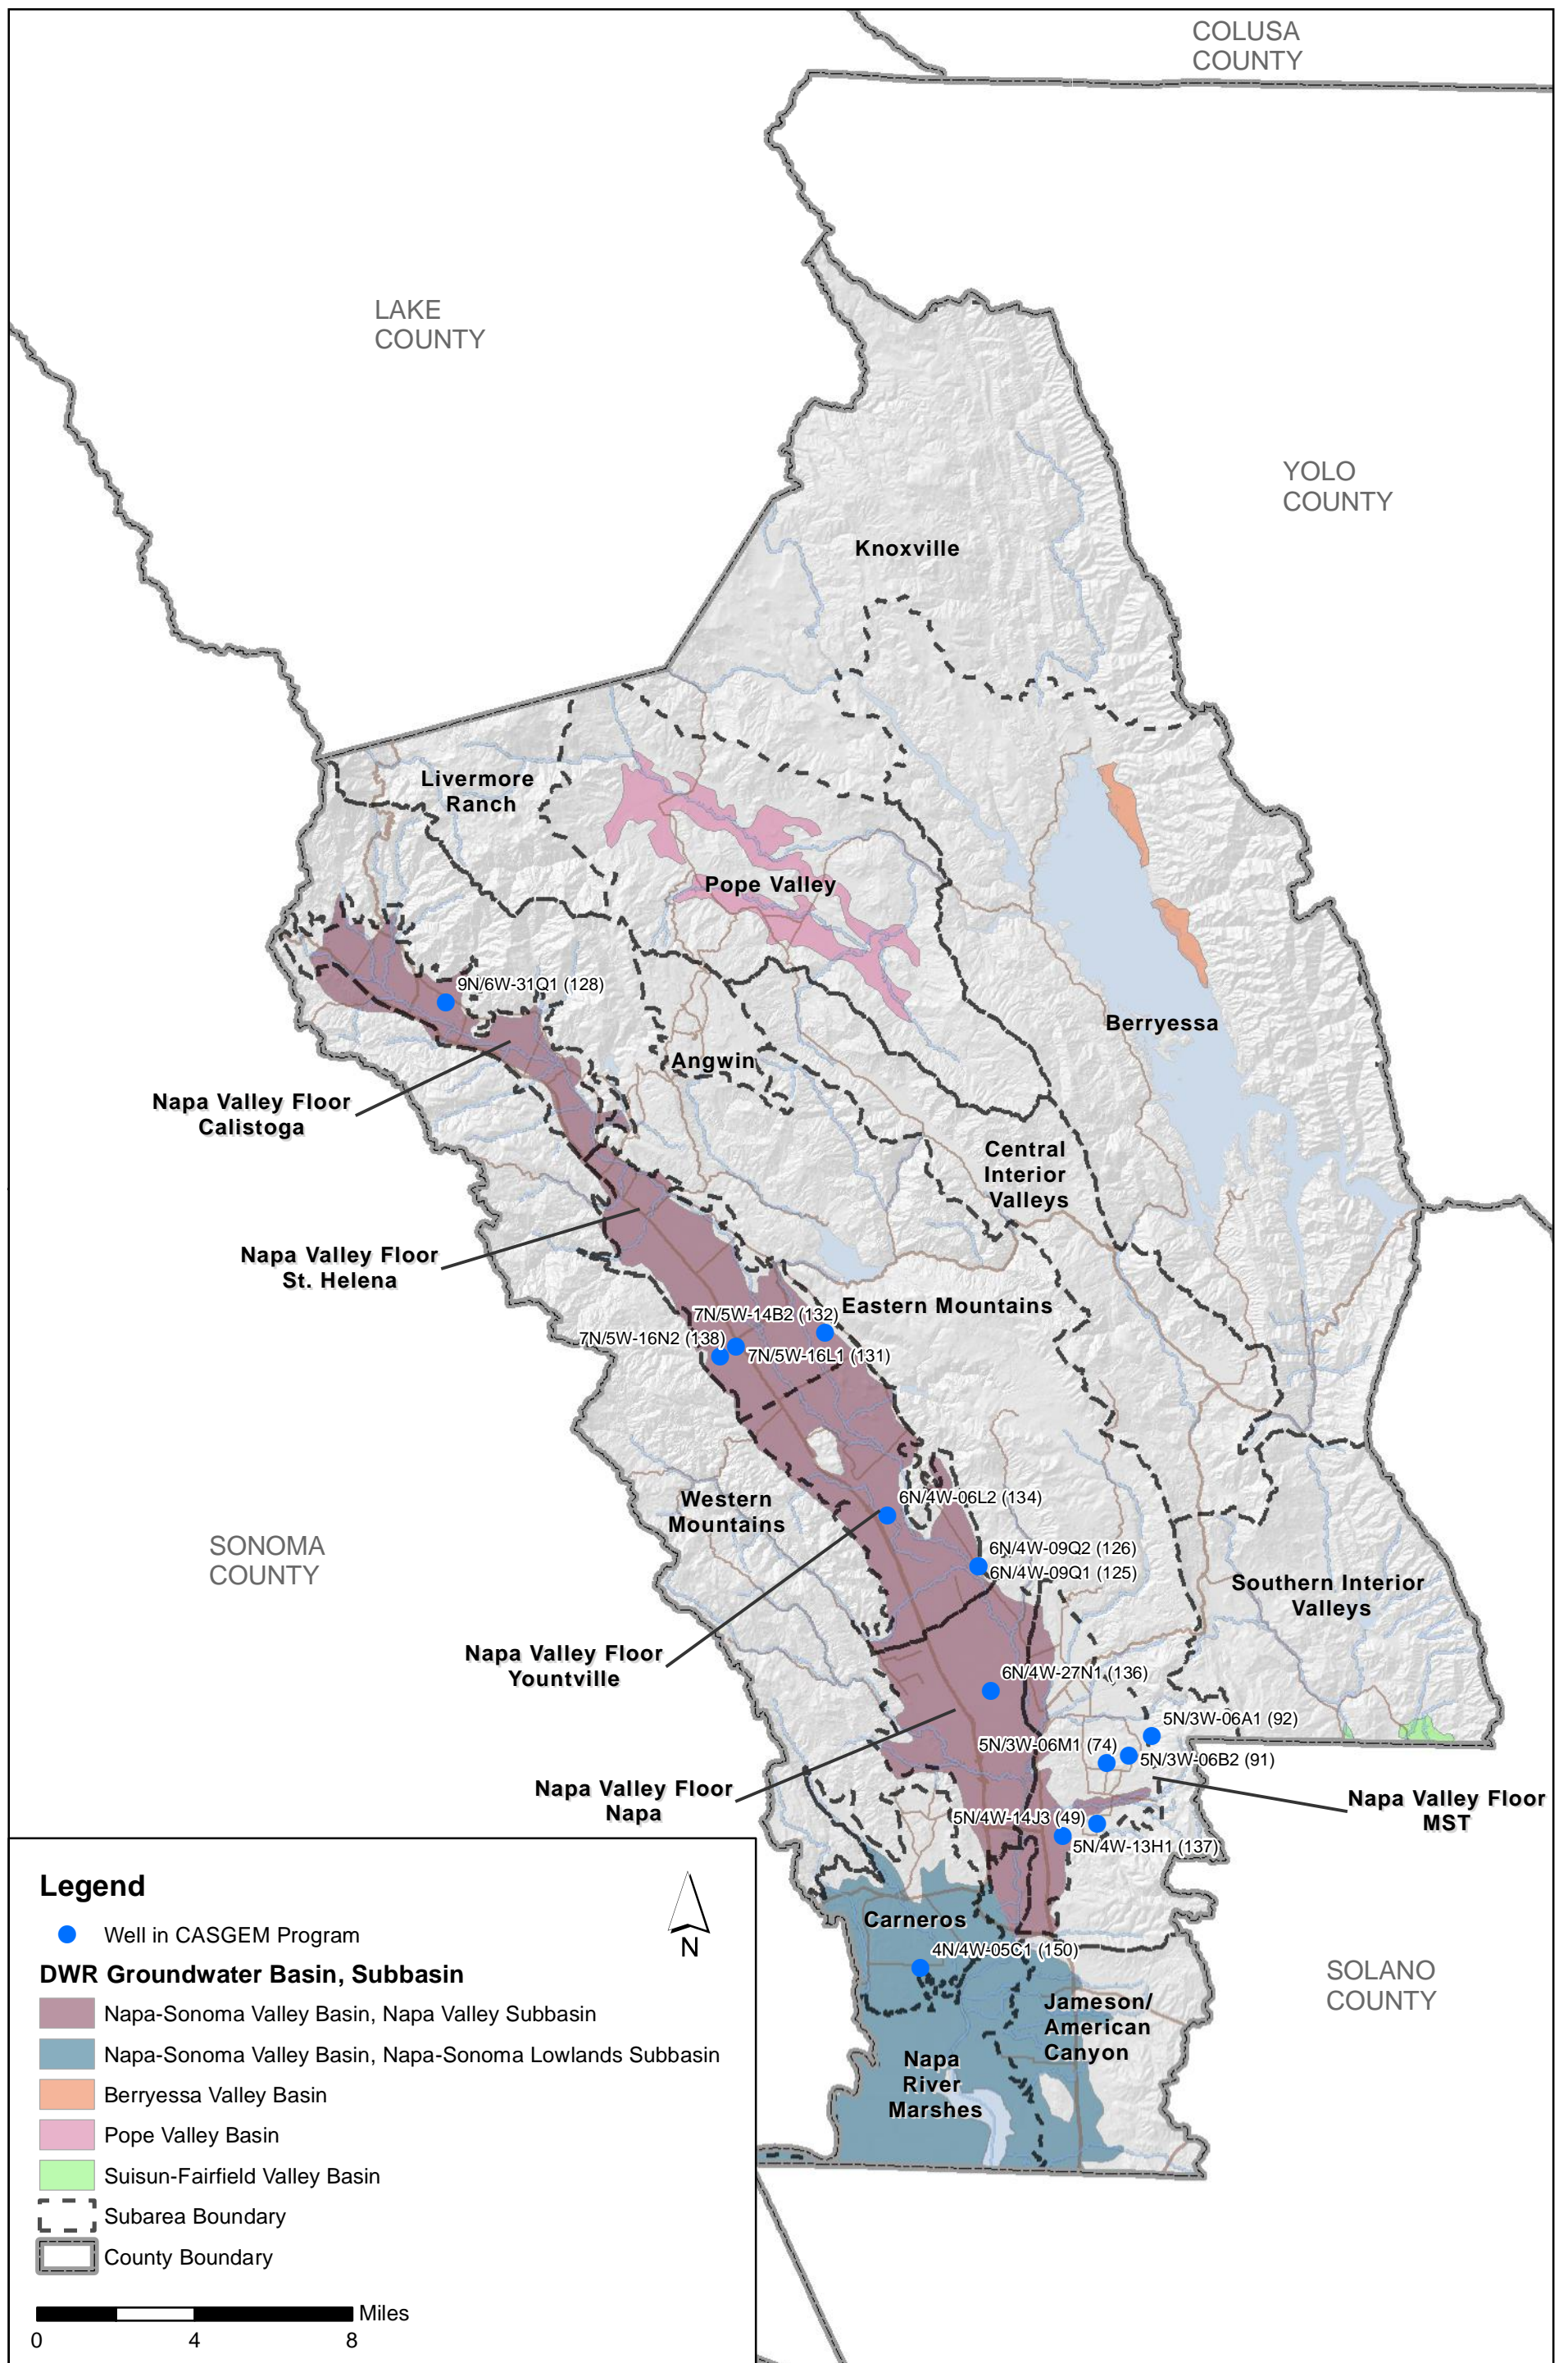 COLUSA
COUNTY
LAKE
COUNTY
YOLO
COUNTY
Knoxville
Livermore
Ranch
Pope Valley
9N/6W-31Q1 (128)
Berryessa
Angwin
Napa Valley Floor
Calistoga
Central
Interior
Valleys
Napa Valley Floor
St. Helena
Eastern Mountains
7N/5W-14B2 (132)
7N/5W-16N2 (138)
7N/5W-16L1 (131)
Western
Mountains
6N/4W-06L2 (134)
SONOMA
COUNTY
6N/4W-09Q2 (126)
6N/4W-09Q1 (125)
Southern Interior
Valleys
Napa Valley Floor
Yountville
6N/4W-27N1 (136)
5N/3W-06A1 (92)
5N/3W-06M1 (74)
5N/3W-06B2 (91)
Napa Valley Floor
Napa
Napa Valley Floor
MST
5N/4W-14J3 (49)
5N/4W-13H1 (137)
Carneros
4N/4W-05C1 (150)
SOLANO
COUNTY
Jameson/
American
Canyon
Napa
River
Marshes
Legend
N
Well in CASGEM Program
DWR Groundwater Basin, Subbasin
Napa-Sonoma Valley Basin, Napa Valley Subbasin
Napa-Sonoma Valley Basin, Napa-Sonoma Lowlands Subbasin
Berryessa Valley Basin
Pope Valley Basin
Suisun-Fairfield Valley Basin
Subarea Boundary
County Boundary
Miles
0 4 8